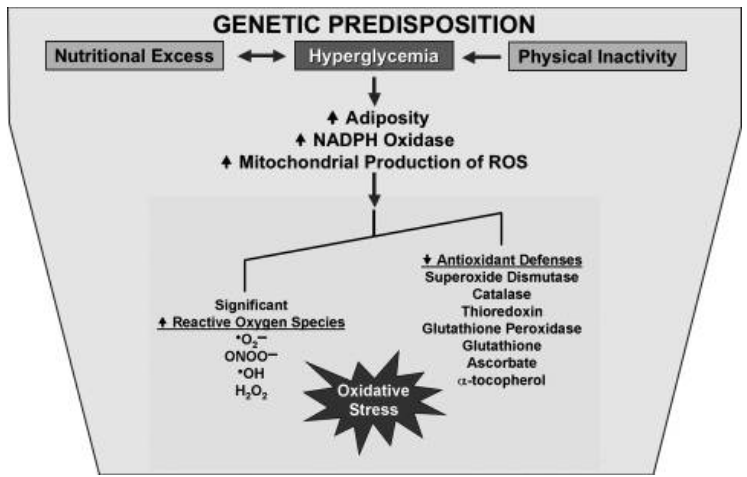 GENETIC PREDISPOSITION
Nutritional Excess
Hyperglycemia
Physical Inactivity
Adiposity
NADPH Oxidase
Mitochondrial Production of ROS
Significant
Reactive Oxygen Species
•O₂⁻
ONOO⁻
•OH
H₂O₂
Antioxidant Defenses
Superoxide Dismutase
Catalase
Thioredoxin
Glutathione Peroxidase
Glutathione
Ascorbate
α-tocopherol
Oxidative
Stress